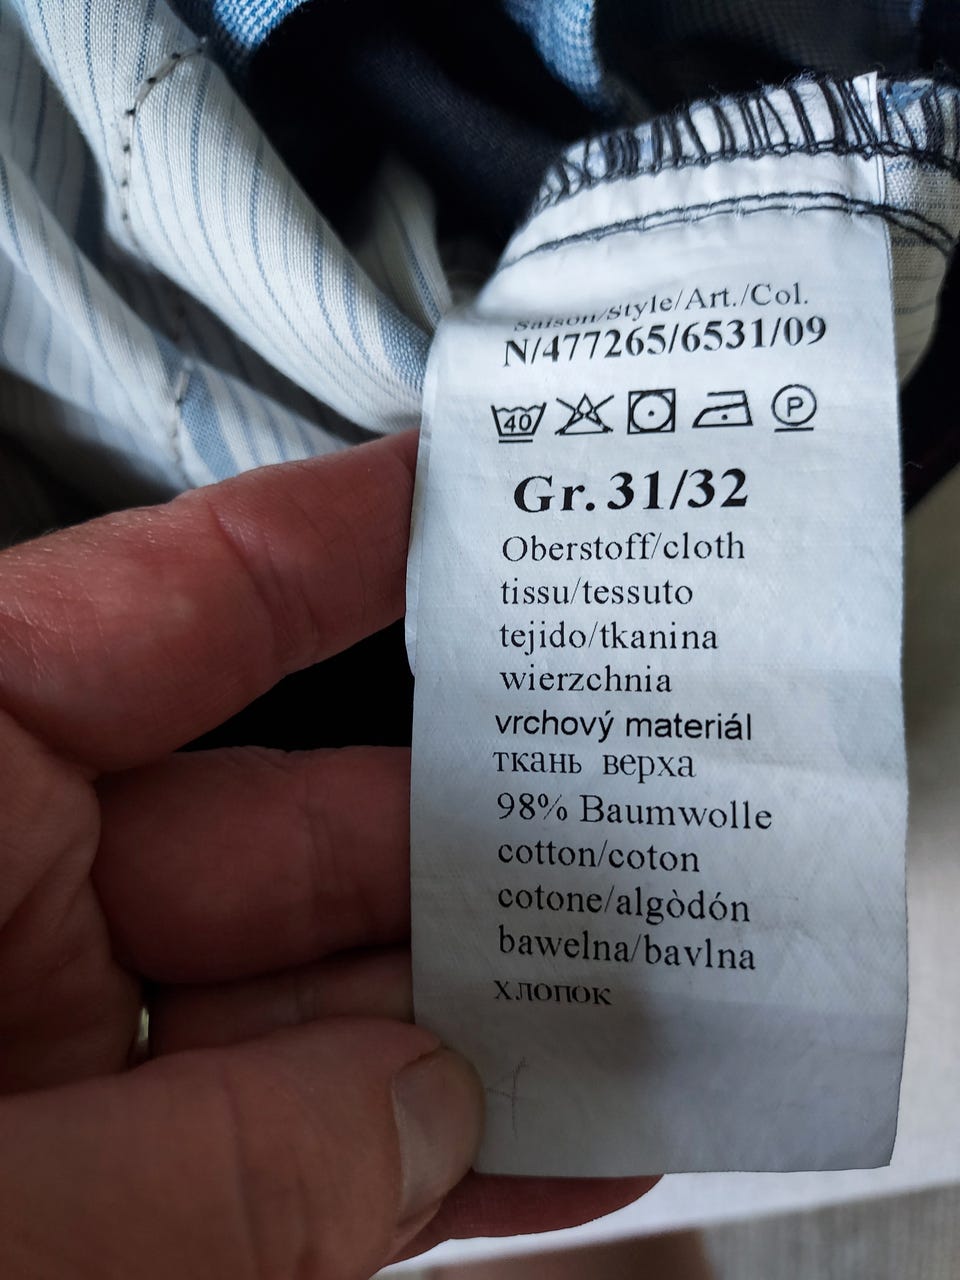 Saison/Style/Art./Col.
N/477265/6531/09
40 P
Gr. 31/32
Oberstoff/cloth
tissu/tessuto
tejido/tkanina
wierzchnia
vrchový materiál
ткань верха
98% Baumwolle
cotton/coton
cotone/algòdón
bawelna/bavlna
хлопок